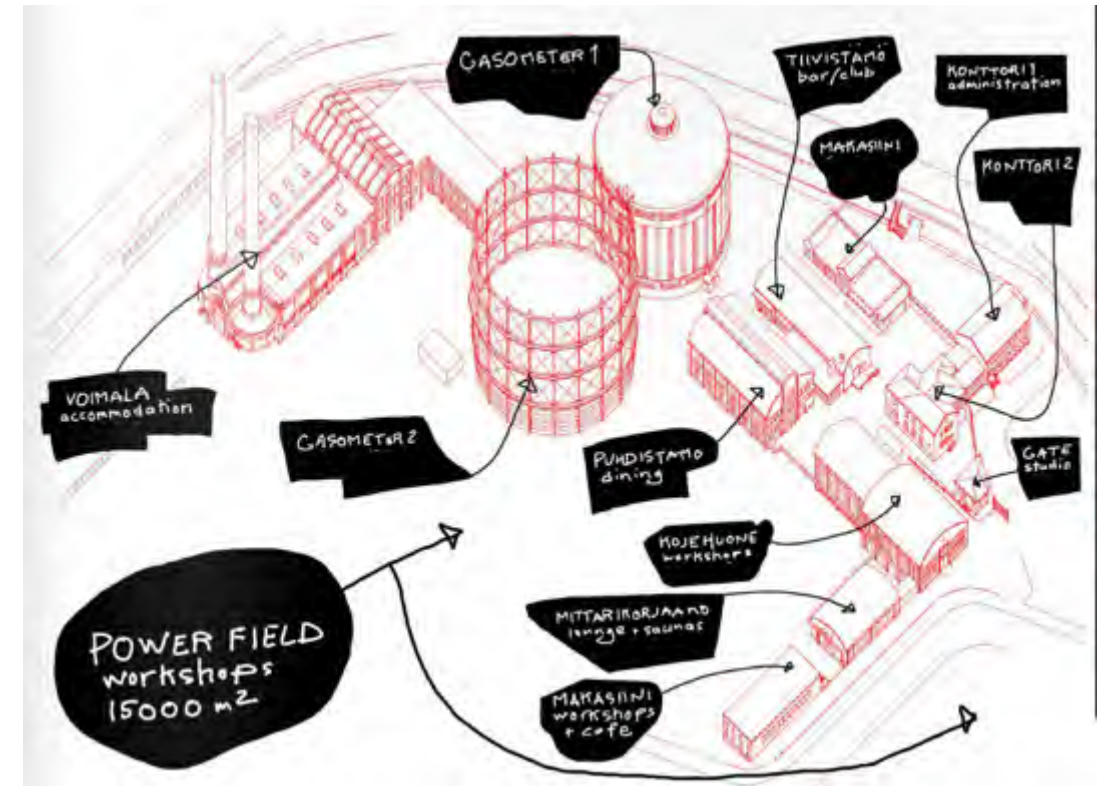 GASOMETER 1
TIIVISTÄMÖ
bar/club
KONTTORI 1
administration
MAKASIINI
KONTTORI 2
VOIMALA
accommodation
GASOMETER 2
PUHDISTAMO
dining
GATE
studio
KOJEHUONE
workshops
MITTARIKORJAAMO
lounge + saunas
POWER FIELD
workshops
15000 m2
MAKASIINI
workshops
+ cafe